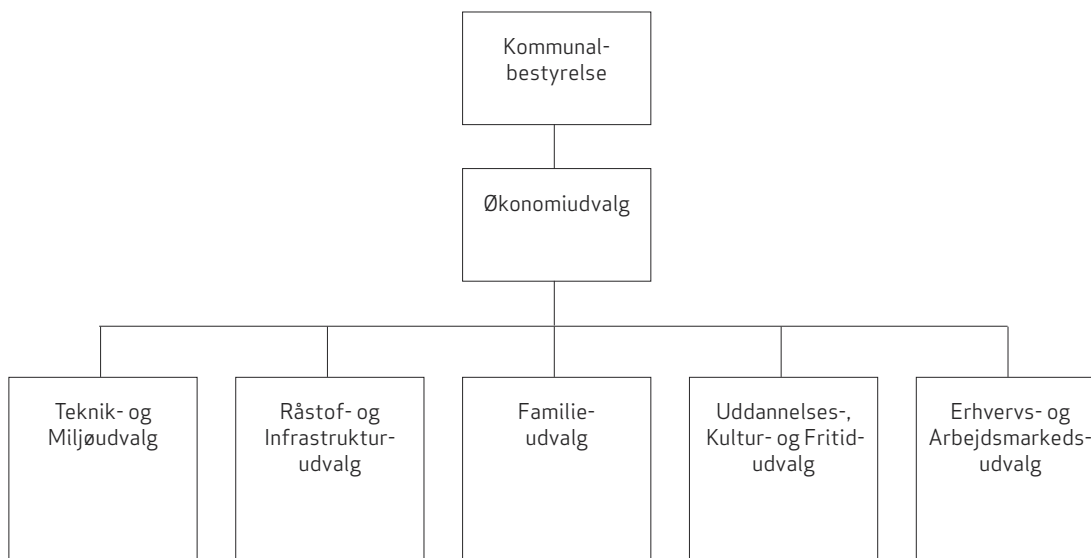 Kommunal-
bestyrelse
Økonomiudvalg
Teknik- og
Miljøudvalg
Råstof- og
Infrastruktur-
udvalg
Familie-
udvalg
Uddannelses-,
Kultur- og Fritid-
udvalg
Erhvervs- og
Arbejdsmarkeds-
udvalg